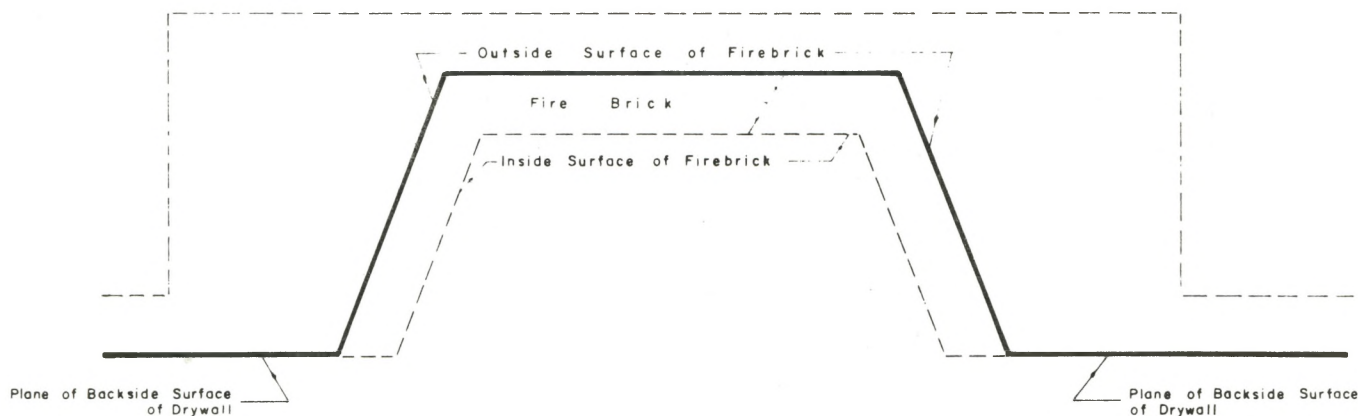 Outside Surface of Firebrick
Fire Brick
Inside Surface of Firebrick
Plane of Backside Surface
of Drywall
Plane of Backside Surface
of Drywall